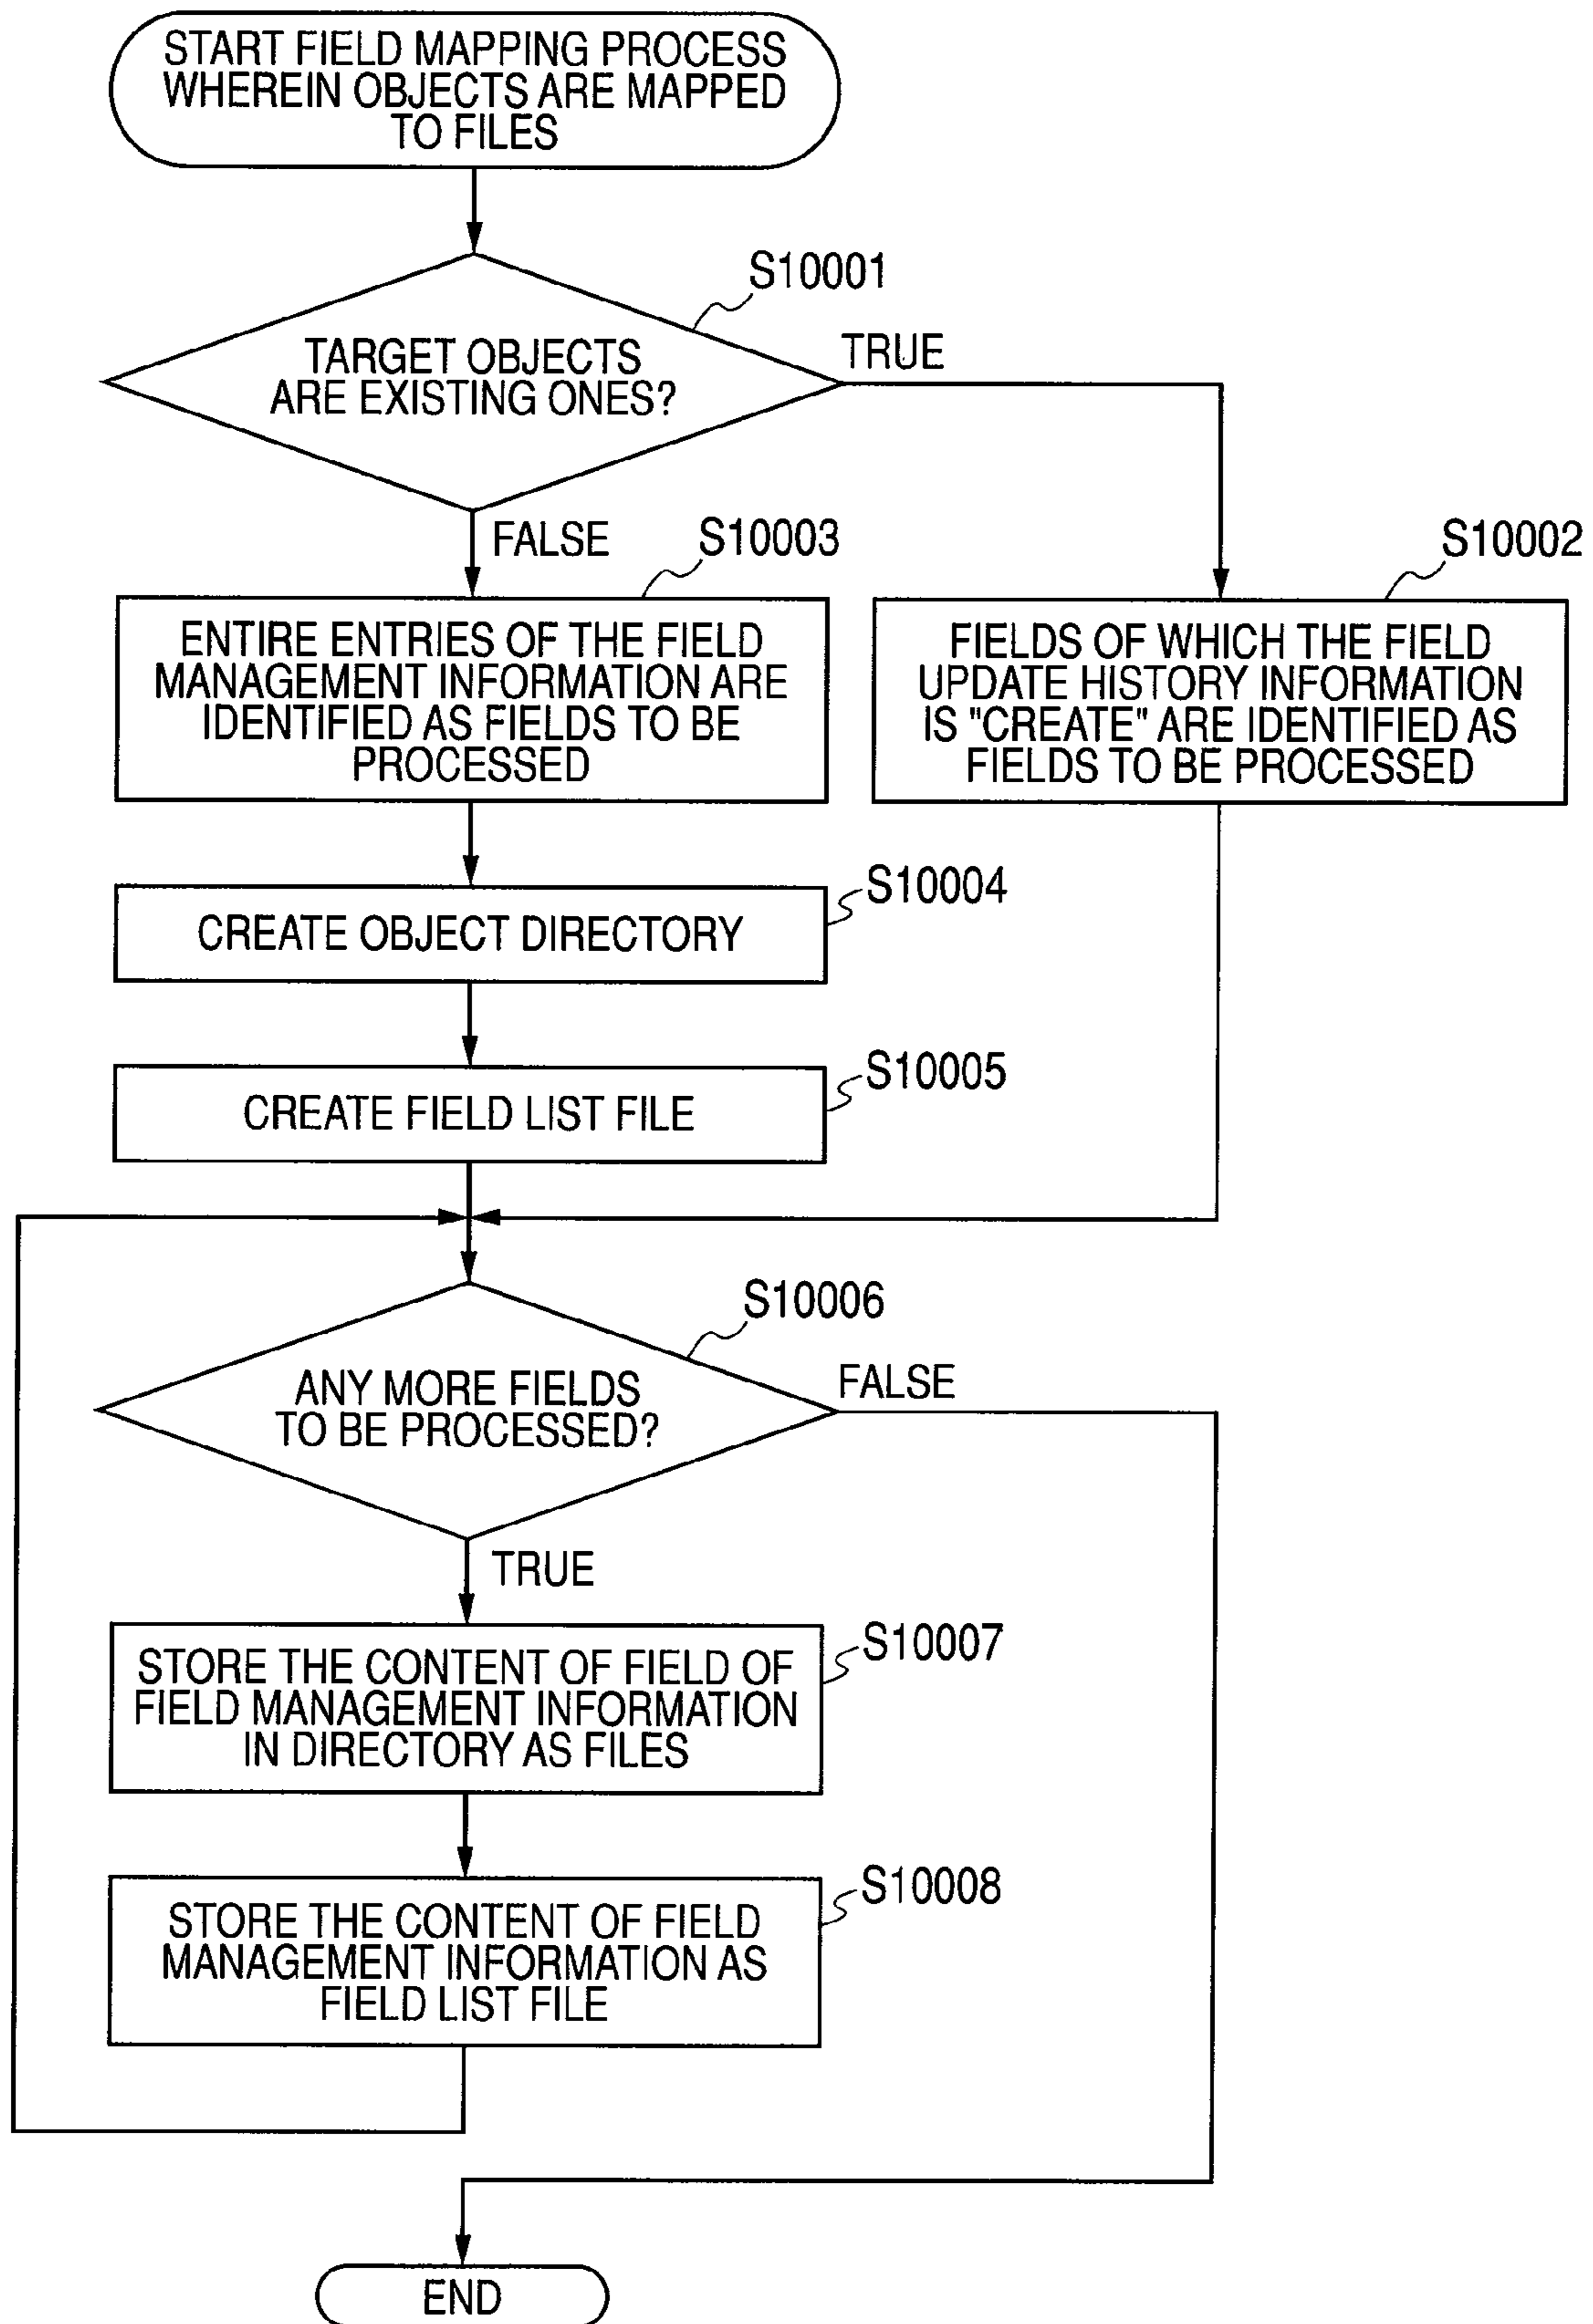 START FIELD MAPPING PROCESS
WHEREIN OBJECTS ARE MAPPED
TO FILES
S10001
TARGET OBJECTS
ARE EXISTING ONES?
TRUE
FALSE
S10003
S10002
ENTIRE ENTRIES OF THE FIELD
MANAGEMENT INFORMATION ARE
IDENTIFIED AS FIELDS TO BE
PROCESSED
FIELDS OF WHICH THE FIELD
UPDATE HISTORY INFORMATION
IS "CREATE" ARE IDENTIFIED AS
FIELDS TO BE PROCESSED
S10004
CREATE OBJECT DIRECTORY
S10005
CREATE FIELD LIST FILE
S10006
ANY MORE FIELDS
TO BE PROCESSED?
FALSE
TRUE
S10007
STORE THE CONTENT OF FIELD OF
FIELD MANAGEMENT INFORMATION
IN DIRECTORY AS FILES
S10008
STORE THE CONTENT OF FIELD
MANAGEMENT INFORMATION AS
FIELD LIST FILE
END